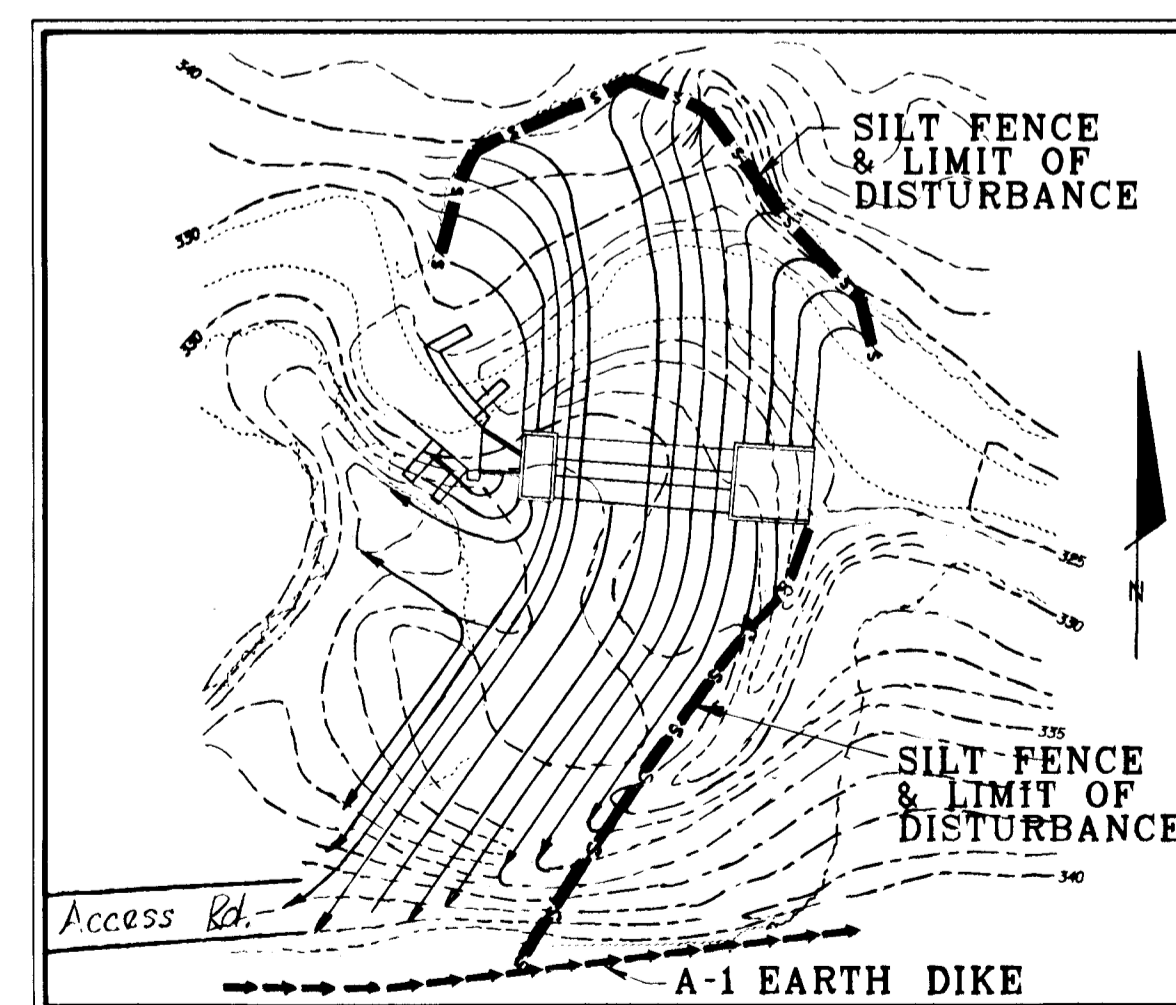 340
SILT FENCE
& LIMIT OF
DISTURBANCE
330
330
325
N
330
335
SILT FENCE
& LIMIT OF
DISTURBANCE
340
Access Rd.
A-1 EARTH DIKE